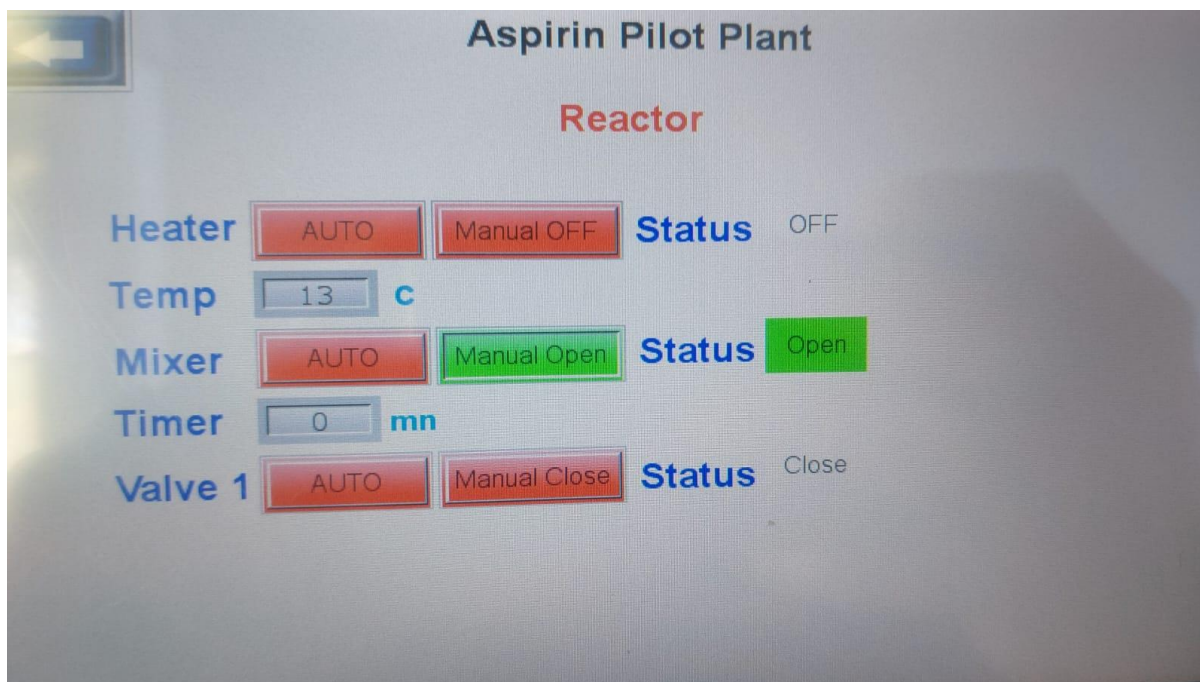 Aspirin Pilot Plant
Reactor
Heater AUTO Manual OFF Status OFF
Temp 13 C
Mixer AUTO Manual Open Status Open
Timer 0 mn
Valve 1 AUTO Manual Close Status Close